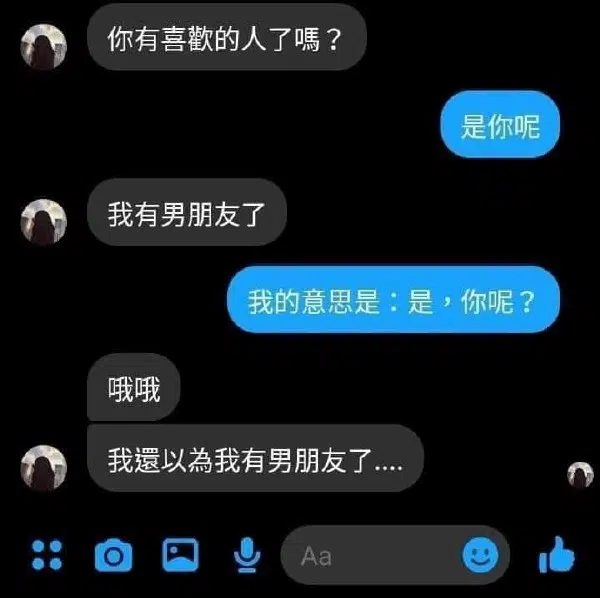 你有喜歡的人了嗎？
是你呢
我有男朋友了
我的意思是：是，你呢？
哦哦
我還以為我有男朋友了....
Aa